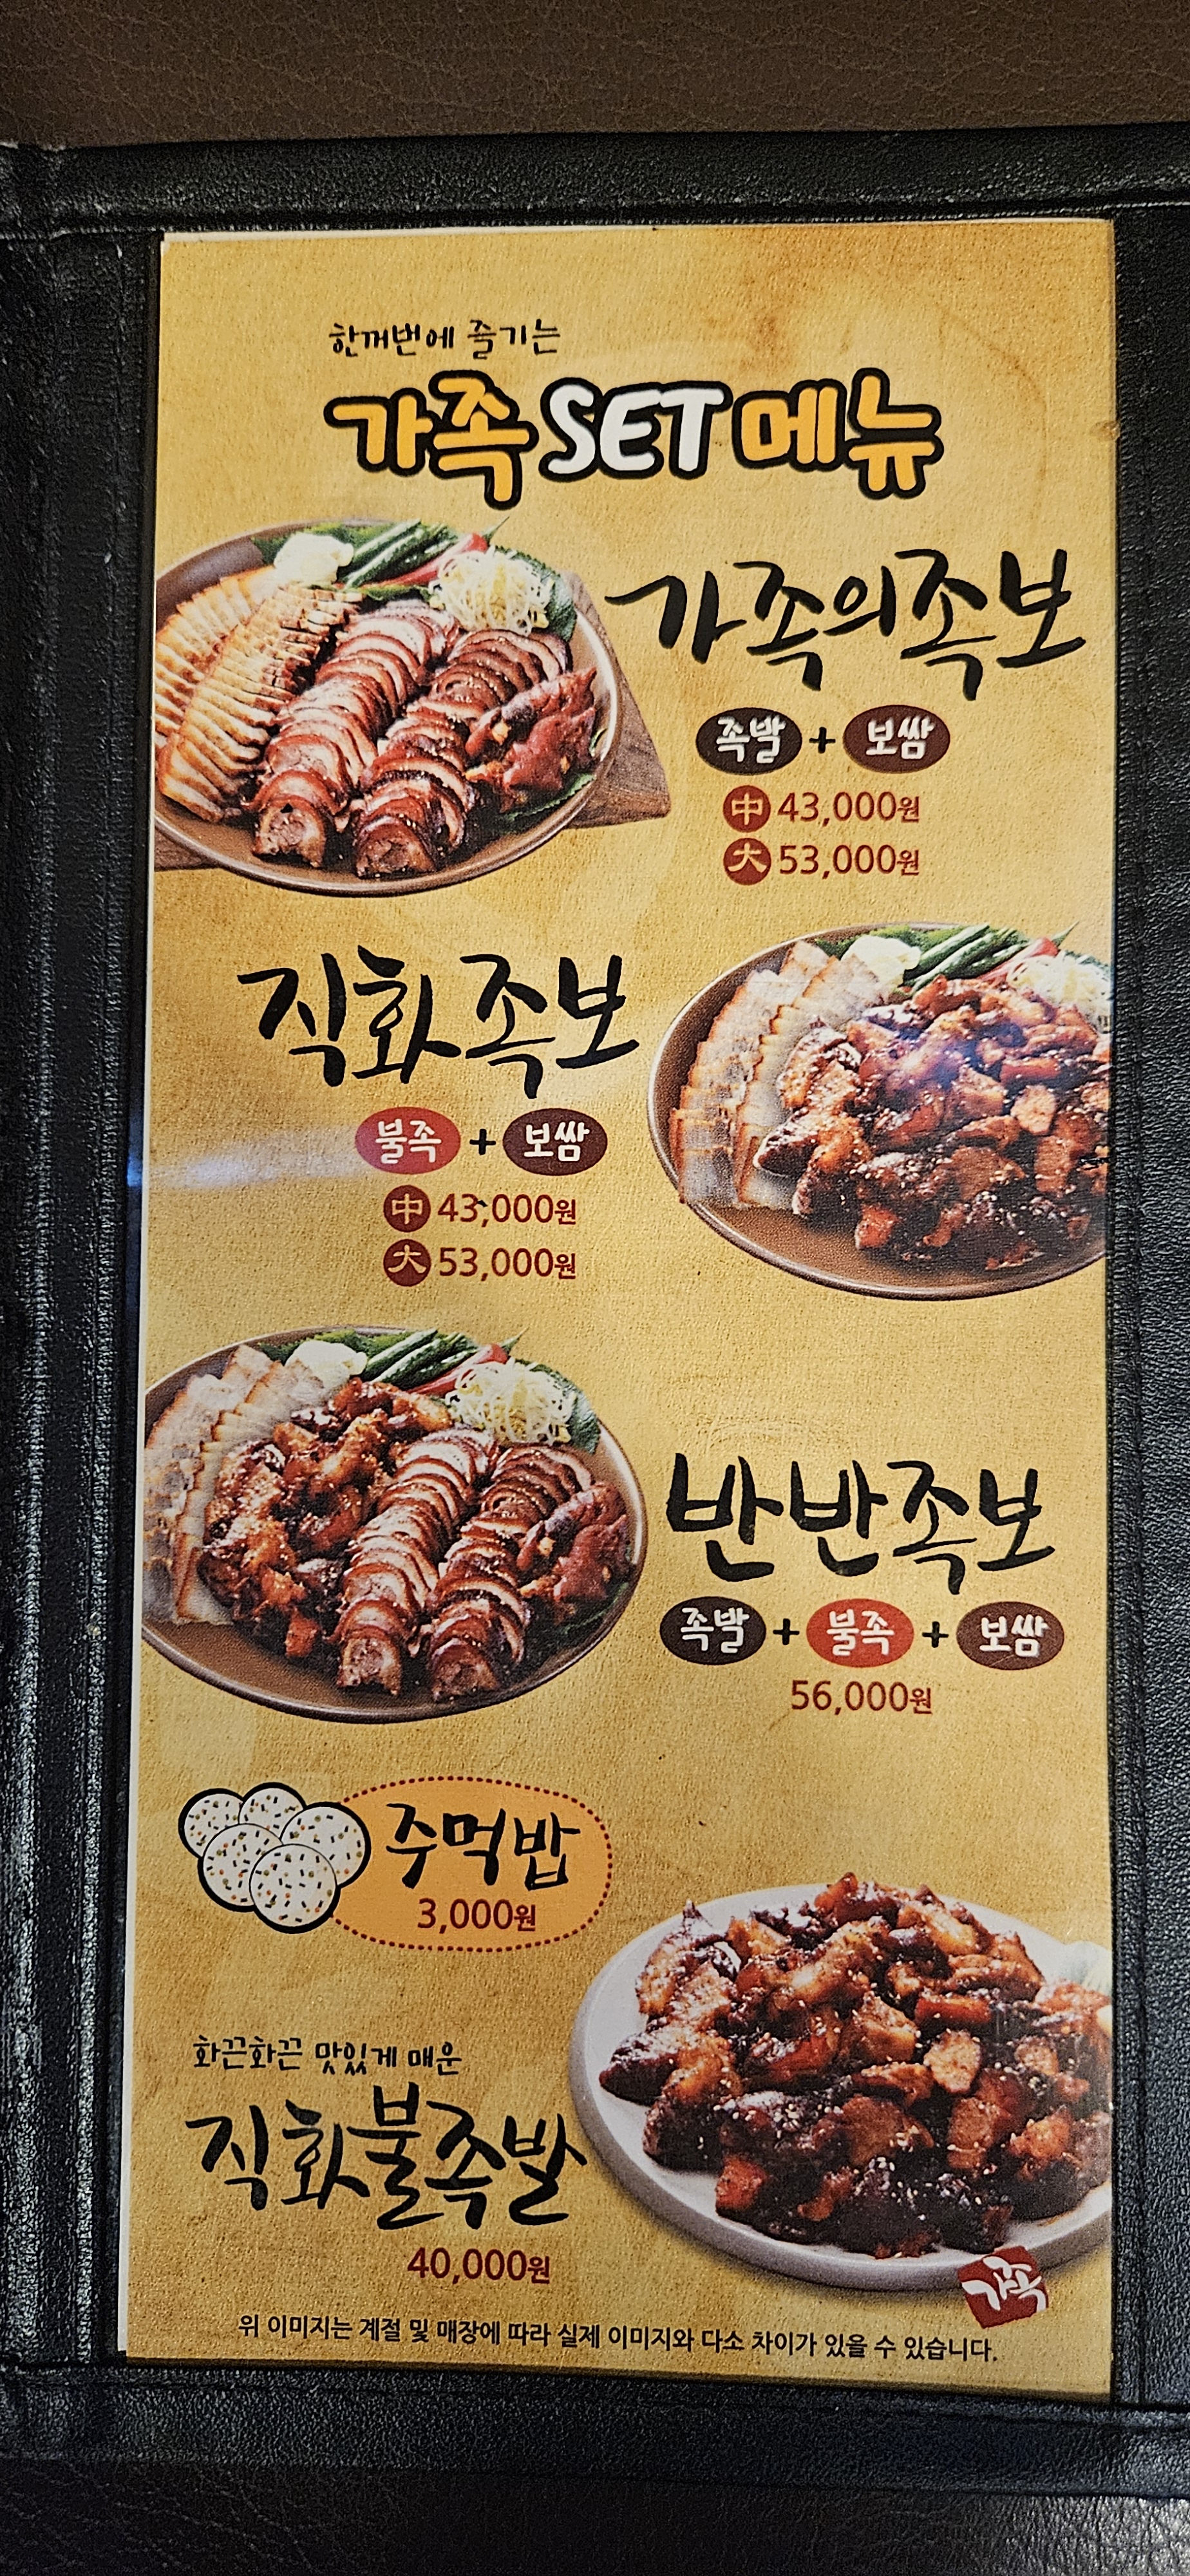 한꺼번에 즐기는
가족 SET 메뉴
가족의족보
족발 + 보쌈
中 43,000원
大 53,000원
직화족보
불족 + 보쌈
中 43,000원
大 53,000원
반반족보
족발 + 불족 + 보쌈
56,000원
주먹밥
3,000원
화끈화끈 맛있게 매운
직화불족발
40,000원
가족
위 이미지는 계절 및 매장에 따라 실제 이미지와 다소 차이가 있을 수 있습니다.